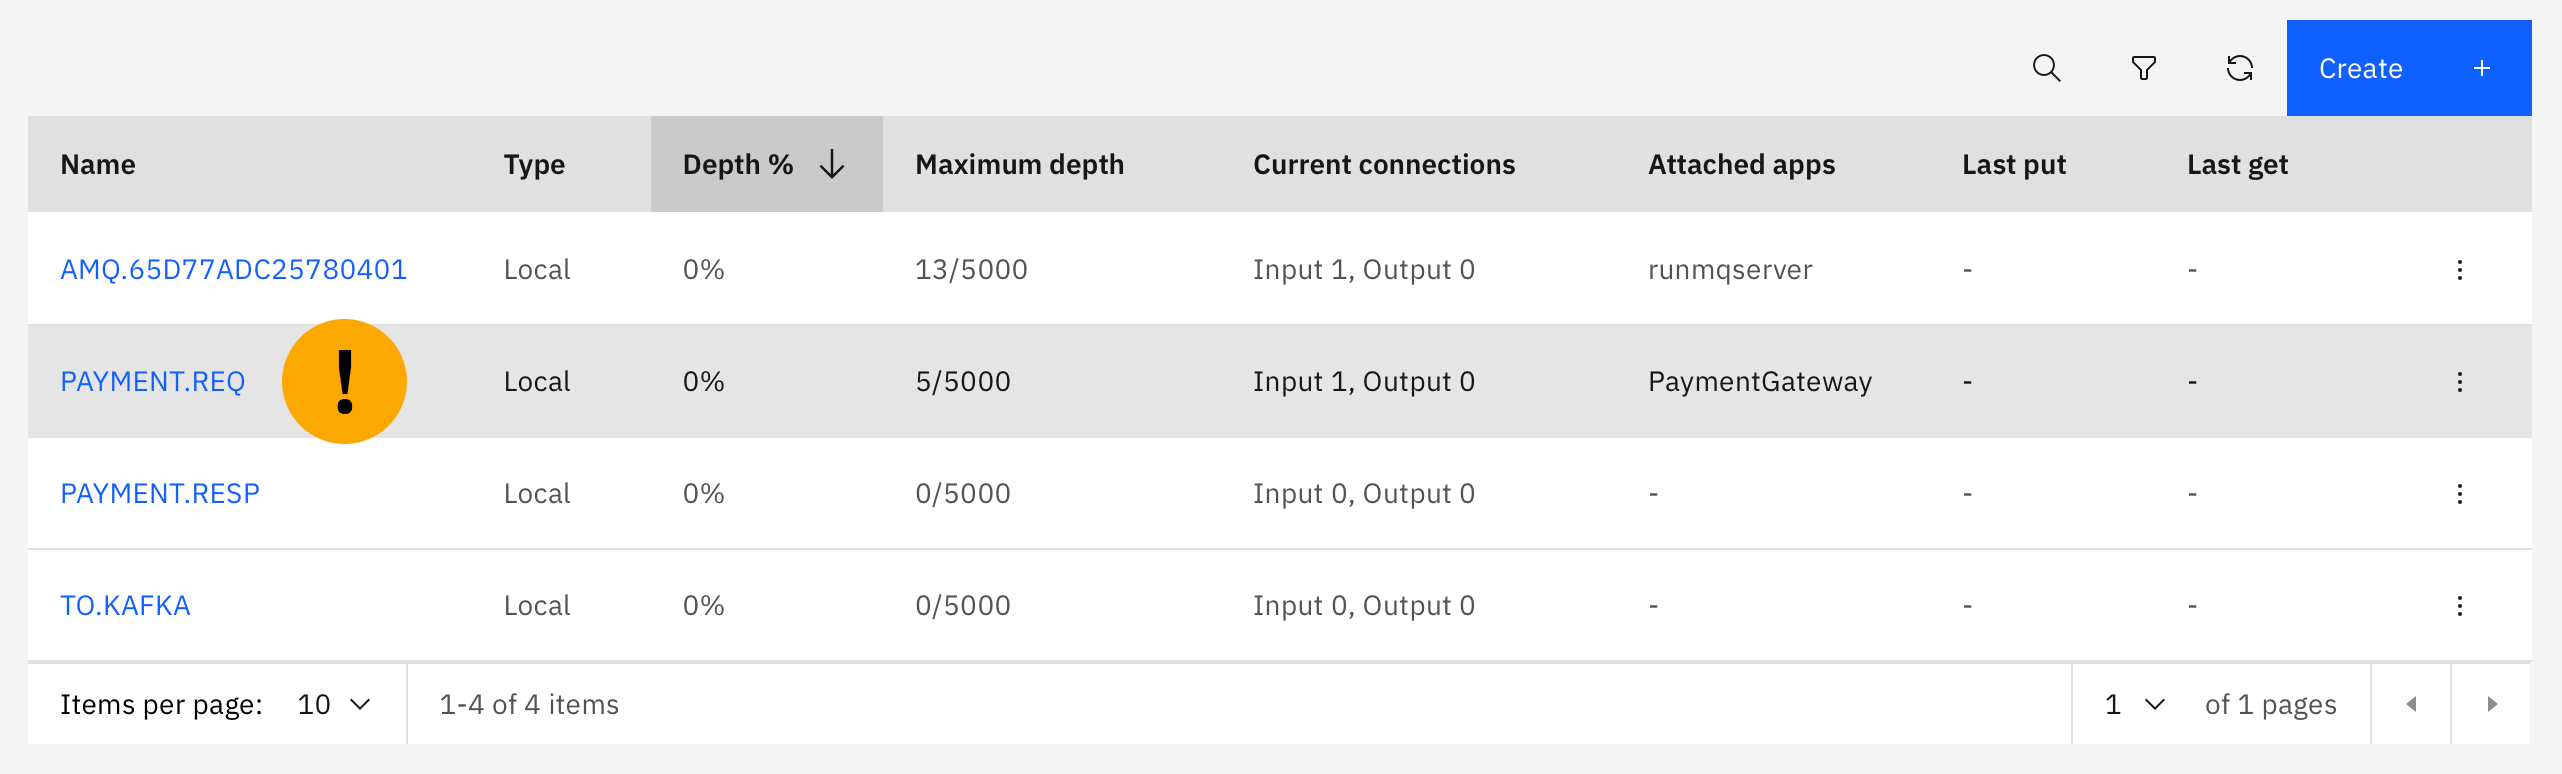 Create +
Name Type Depth % Maximum depth Current connections Attached apps Last put Last get
AMQ.65D77ADC25780401 Local 0% 13/5000 Input 1, Output 0 runmqserver - -
PAYMENT.REQ ! Local 0% 5/5000 Input 1, Output 0 PaymentGateway - -
PAYMENT.RESP Local 0% 0/5000 Input 0, Output 0 - - -
TO.KAFKA Local 0% 0/5000 Input 0, Output 0 - - -
Items per page: 10 1-4 of 4 items 1 of 1 pages